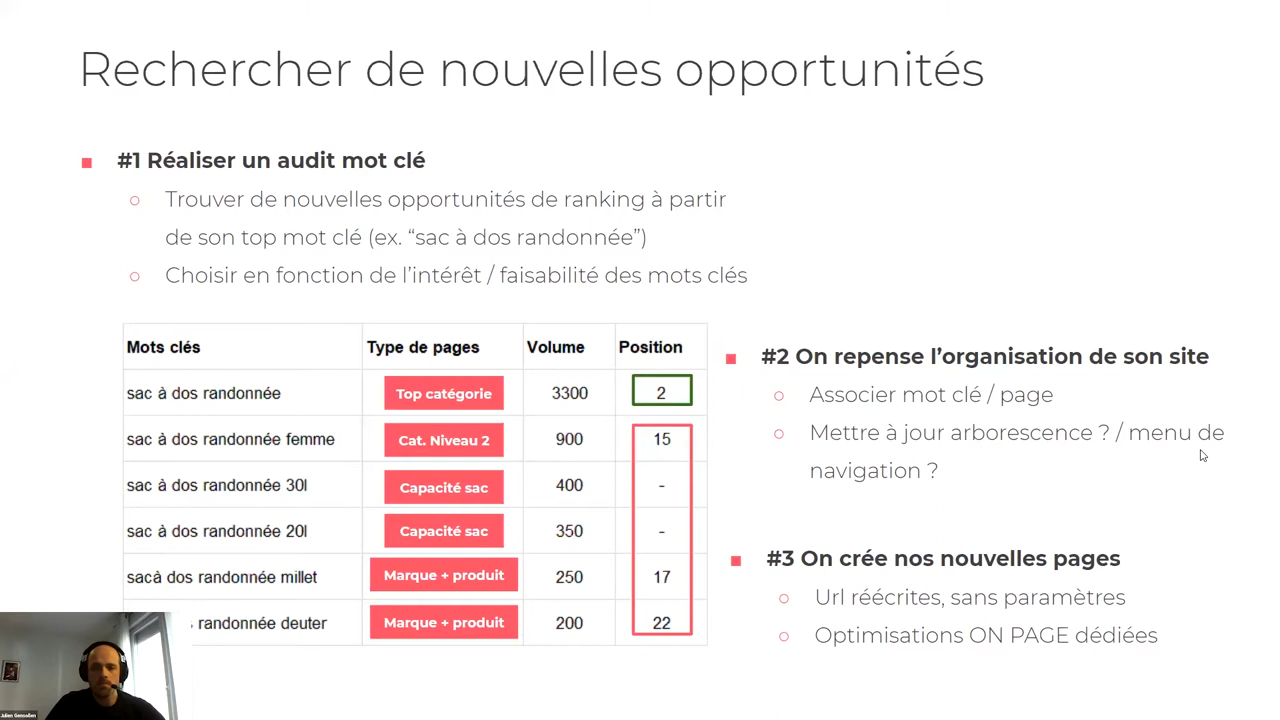 Rechercher de nouvelles opportunités
#1 Réaliser un audit mot clé
Trouver de nouvelles opportunités de ranking à partir
de son top mot clé (ex. “sac à dos randonnée”)
Choisir en fonction de l’intérêt / faisabilité des mots clés
Mots clés Type de pages Volume Position
sac à dos randonnée Top catégorie 3300 2
sac à dos randonnée femme Cat. Niveau 2 900 15
sac à dos randonnée 30l Capacité sac 400 -
sac à dos randonnée 20l Capacité sac 350 -
sacà dos randonnée millet Marque + produit 250 17
s randonnée deuter Marque + produit 200 22
#2 On repense l’organisation de son site
Associer mot clé / page
Mettre à jour arborescence ? / menu de
navigation ?
#3 On crée nos nouvelles pages
Url réécrites, sans paramètres
Optimisations ON PAGE dédiées
Julien Gensollen